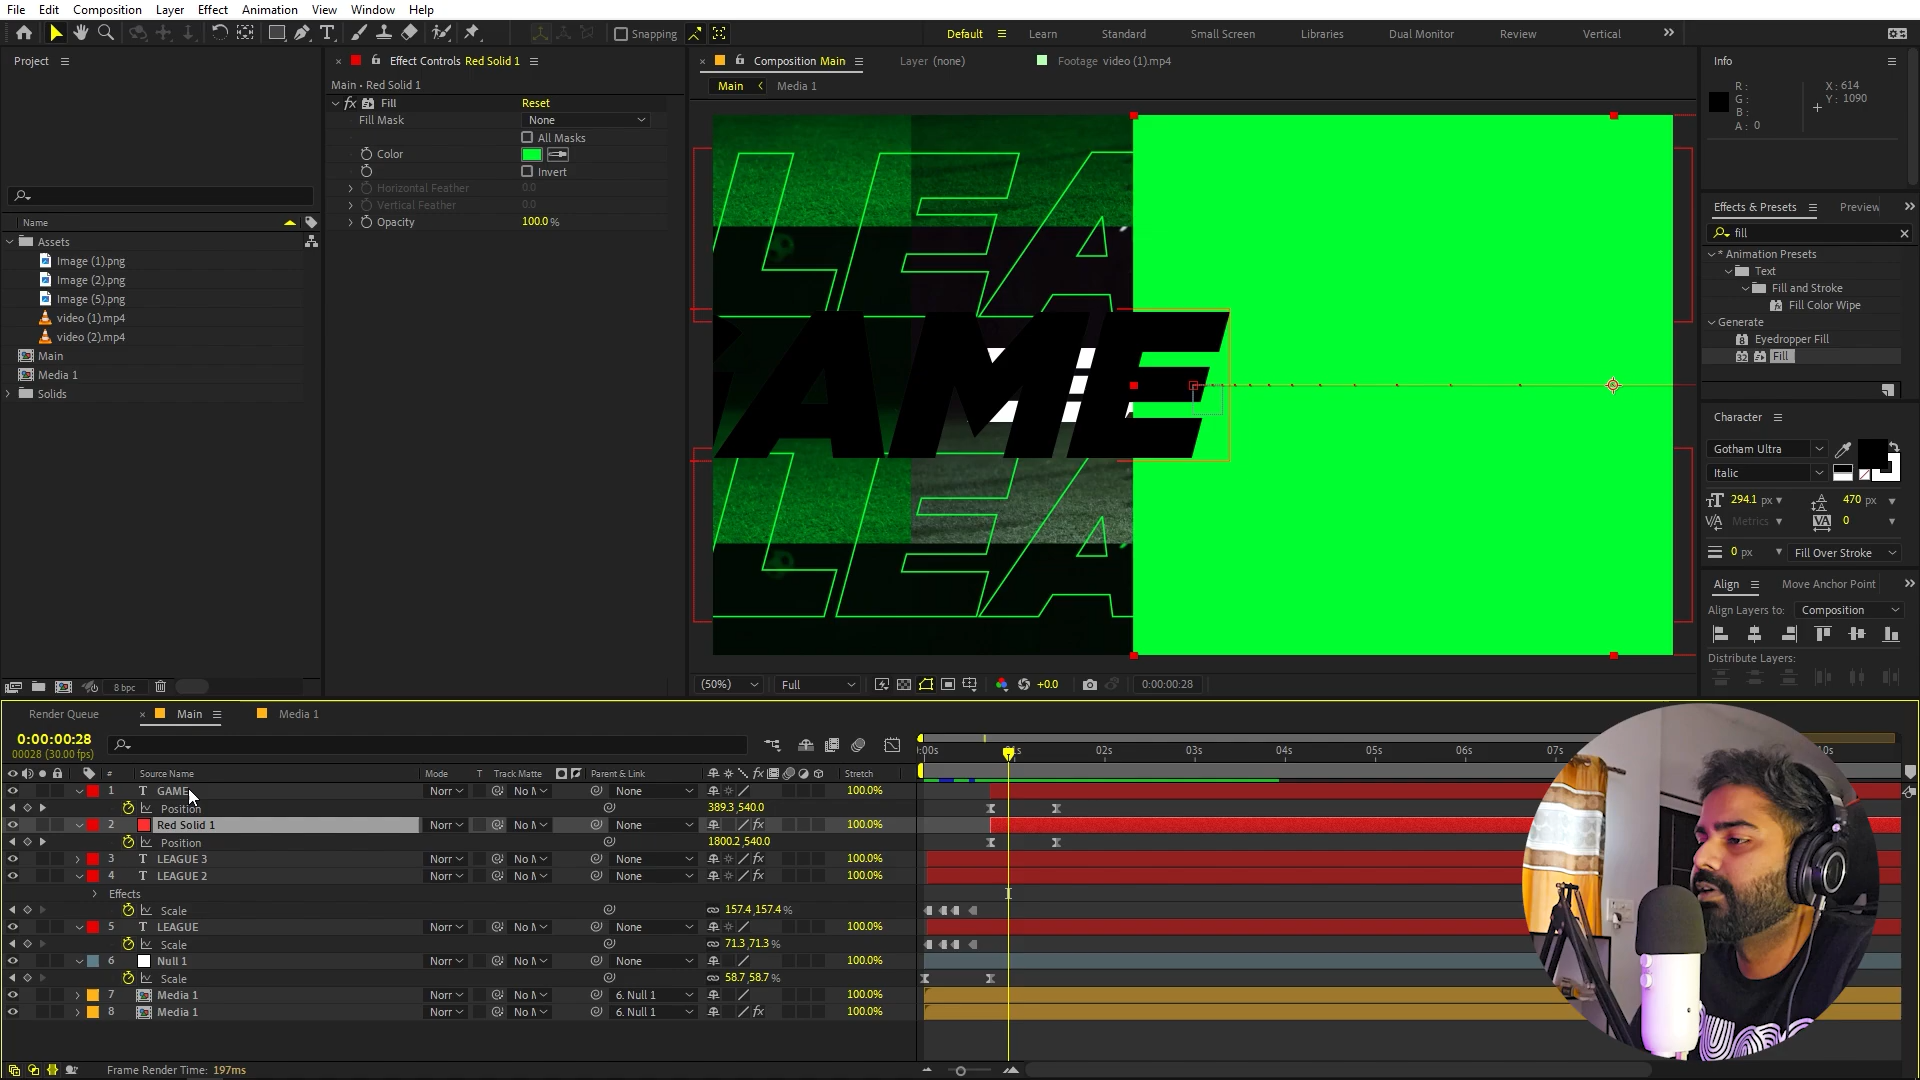 File Edit Composition Layer Effect Animation View Window Help
Snapping
Default Learn Standard Small Screen Libraries Dual Monitor Review Vertical
Project
Effect Controls Red Solid 1
Composition Main
Layer (none)
Footage video (1).mp4
Info
Main • Red Solid 1
Main Media 1
fx Fill Reset
Fill Mask None
All Masks
Color
Invert
Horizontal Feather 0.0
Vertical Feather 0.0
Opacity 100.0 %
R :
G :
B :
A : 0
X : 614
Y : 1090
Name
Assets
Image (1).png
Image (2).png
Image (5).png
video (1).mp4
video (2).mp4
Main
Media 1
Solids
8 bpc
LEA
GAME
LEA
(50%) Full +0.0 0:00:00:28
Effects & Presets Preview
fill
* Animation Presets
Text
Fill and Stroke
Fill Color Wipe
Generate
Eyedropper Fill
Fill
Character
Gotham Ultra
Italic
294.1 px 470 px
Metrics 0
0 px Fill Over Stroke
Align Move Anchor Point
Align Layers to: Composition
Distribute Layers:
Render Queue Main Media 1
0:00:00:28
00028 (30.00 fps)
:00s 01s 02s 03s 04s 05s 06s 07s 10s
# Source Name Mode T Track Matte Parent & Link fx Stretch
1 T GAME Norr No M None 100.0%
Position 389.3,540.0
2 Red Solid 1 Norr No M None fx 100.0%
Position 1800.2,540.0
3 T LEAGUE 3 Norr No M None fx 100.0%
4 T LEAGUE 2 Norr No M None fx 100.0%
Effects
Scale 157.4,157.4 %
5 T LEAGUE Norr No M None 100.0%
Scale 71.3,71.3 %
6 Null 1 Norr No M None 100.0%
Scale 58.7,58.7 %
7 Media 1 Norr No M 6. Null 1 100.0%
8 Media 1 Norr No M 6. Null 1 fx 100.0%
Frame Render Time: 197ms